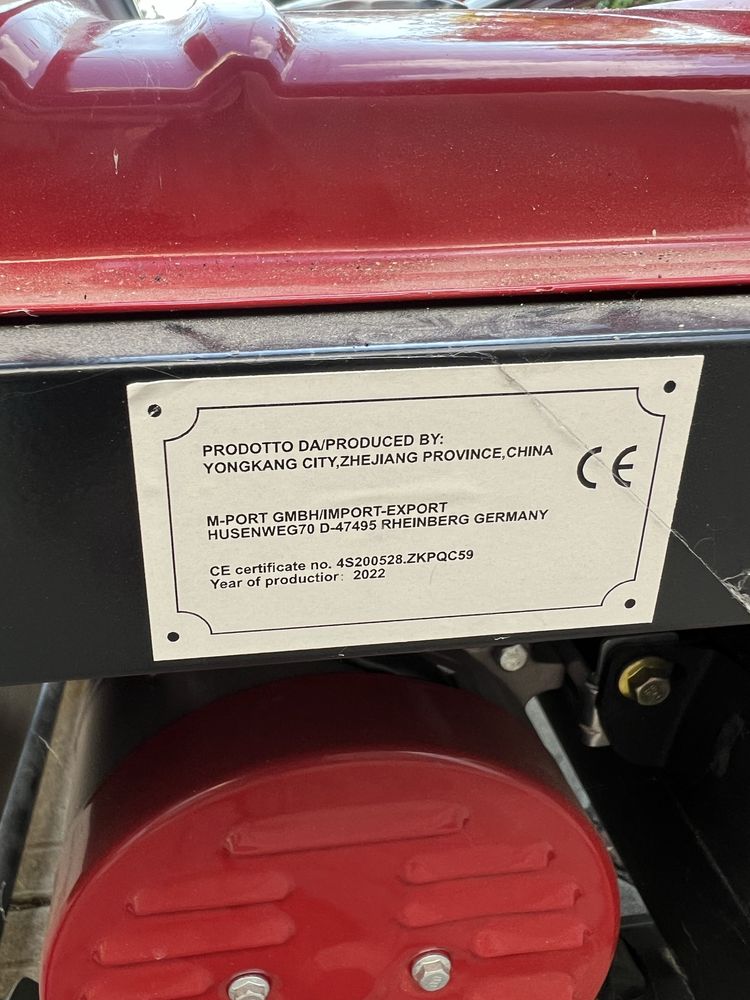 PRODOTTO DA/PRODUCED BY:
YONGKANG CITY,ZHEJIANG PROVINCE,CHINA
CE
M-PORT GMBH/IMPORT-EXPORT
HUSENWEG70 D-47495 RHEINBERG GERMANY
CE certificate no. 4S200528.ZKPQC59
Year of productior: 2022